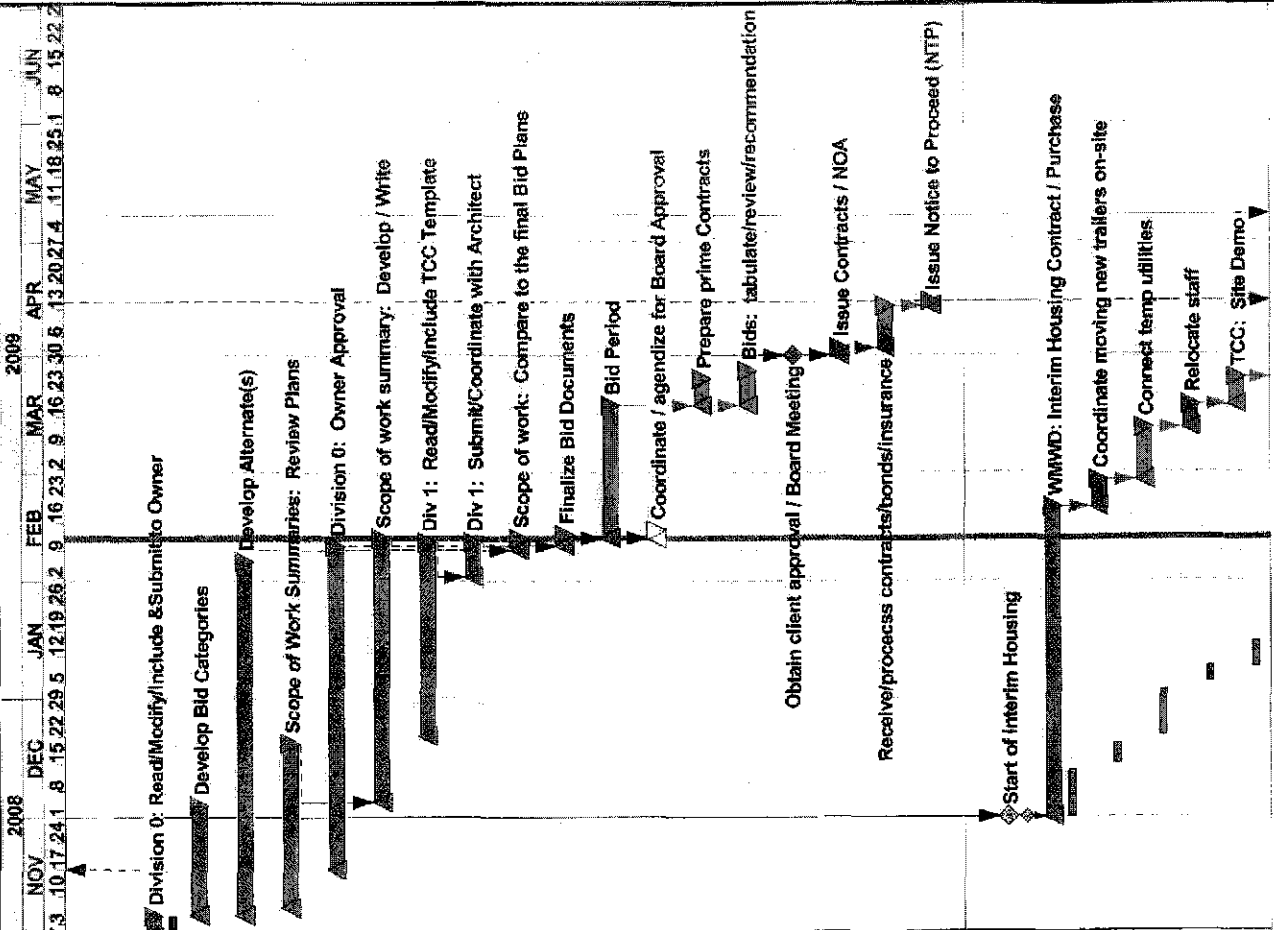 2008
2009
NOV
DEC
JAN
FEB
MAR
APR
MAY
JUN
3 10 17 24 1 8 15 22 29 5 12 19 26 2 9 16 23 2 9 16 23 30 6 13 20 27 4 11 18 25 1 8 15 22 2
Division 0: Read/Modify/Include &Submit to Owner
Develop Bid Categories
Develop Alternate(s)
Scope of Work Summaries: Review Plans
Division 0: Owner Approval
Scope of work summary: Develop / Write
Div 1: Read/Modify/Include TCC Template
Div 1: Submit/Coordinate with Architect
Scope of work: Compare to the final Bid Plans
Finalize Bid Documents
Bid Period
Coordinate / agendize for Board Approval
Prepare prime Contracts
Bids: tabulate/review/recommendation
Obtain client approval / Board Meeting
Issue Contracts / NOA
Receive/procecss contracts/bonds/insurance
Issue Notice to Proceed (NTP)
Start of Interim Housing
WMWD: Interim Housing Contract / Purchase
Coordinate moving new trailers on-site
Connect temp utilities
Relocate staff
TCC: Site Demo